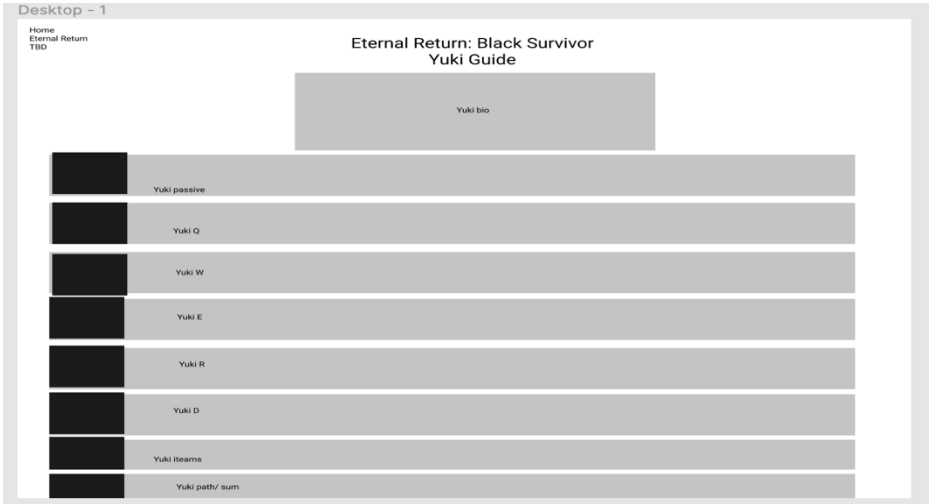 Desktop – 1
Home
Eternal Return
TBD
Eternal Return: Black Survivor
Yuki Guide
Yuki bio
Yuki passive
Yuki Q
Yuki W
Yuki E
Yuki R
Yuki D
Yuki iteams
Yuki path/ sum